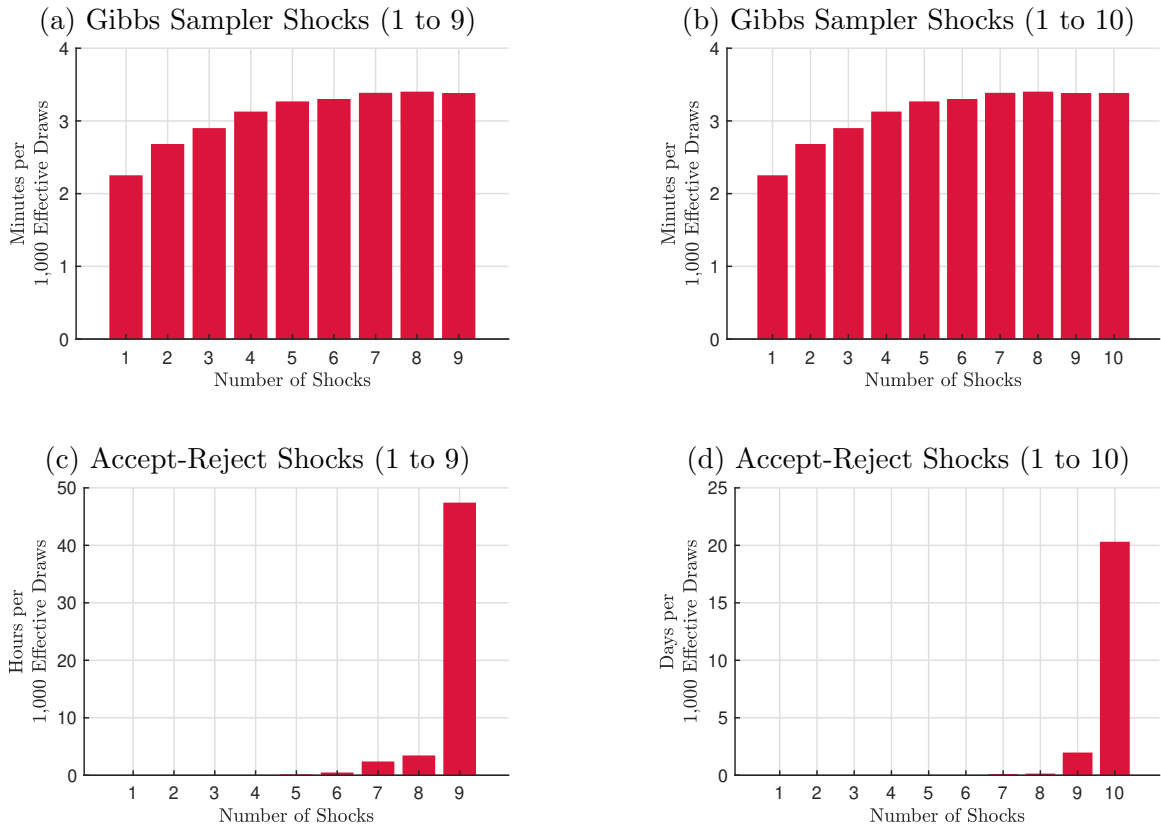 (a) Gibbs Sampler Shocks (1 to 9)
4
3
2
1
0
Minutes per
1,000 Effective Draws
1 2 3 4 5 6 7 8 9
Number of Shocks
(b) Gibbs Sampler Shocks (1 to 10)
4
3
2
1
0
Minutes per
1,000 Effective Draws
1 2 3 4 5 6 7 8 9 10
Number of Shocks
(c) Accept-Reject Shocks (1 to 9)
50
40
30
20
10
0
Hours per
1,000 Effective Draws
1 2 3 4 5 6 7 8 9
Number of Shocks
(d) Accept-Reject Shocks (1 to 10)
25
20
15
10
5
0
Days per
1,000 Effective Draws
1 2 3 4 5 6 7 8 9 10
Number of Shocks